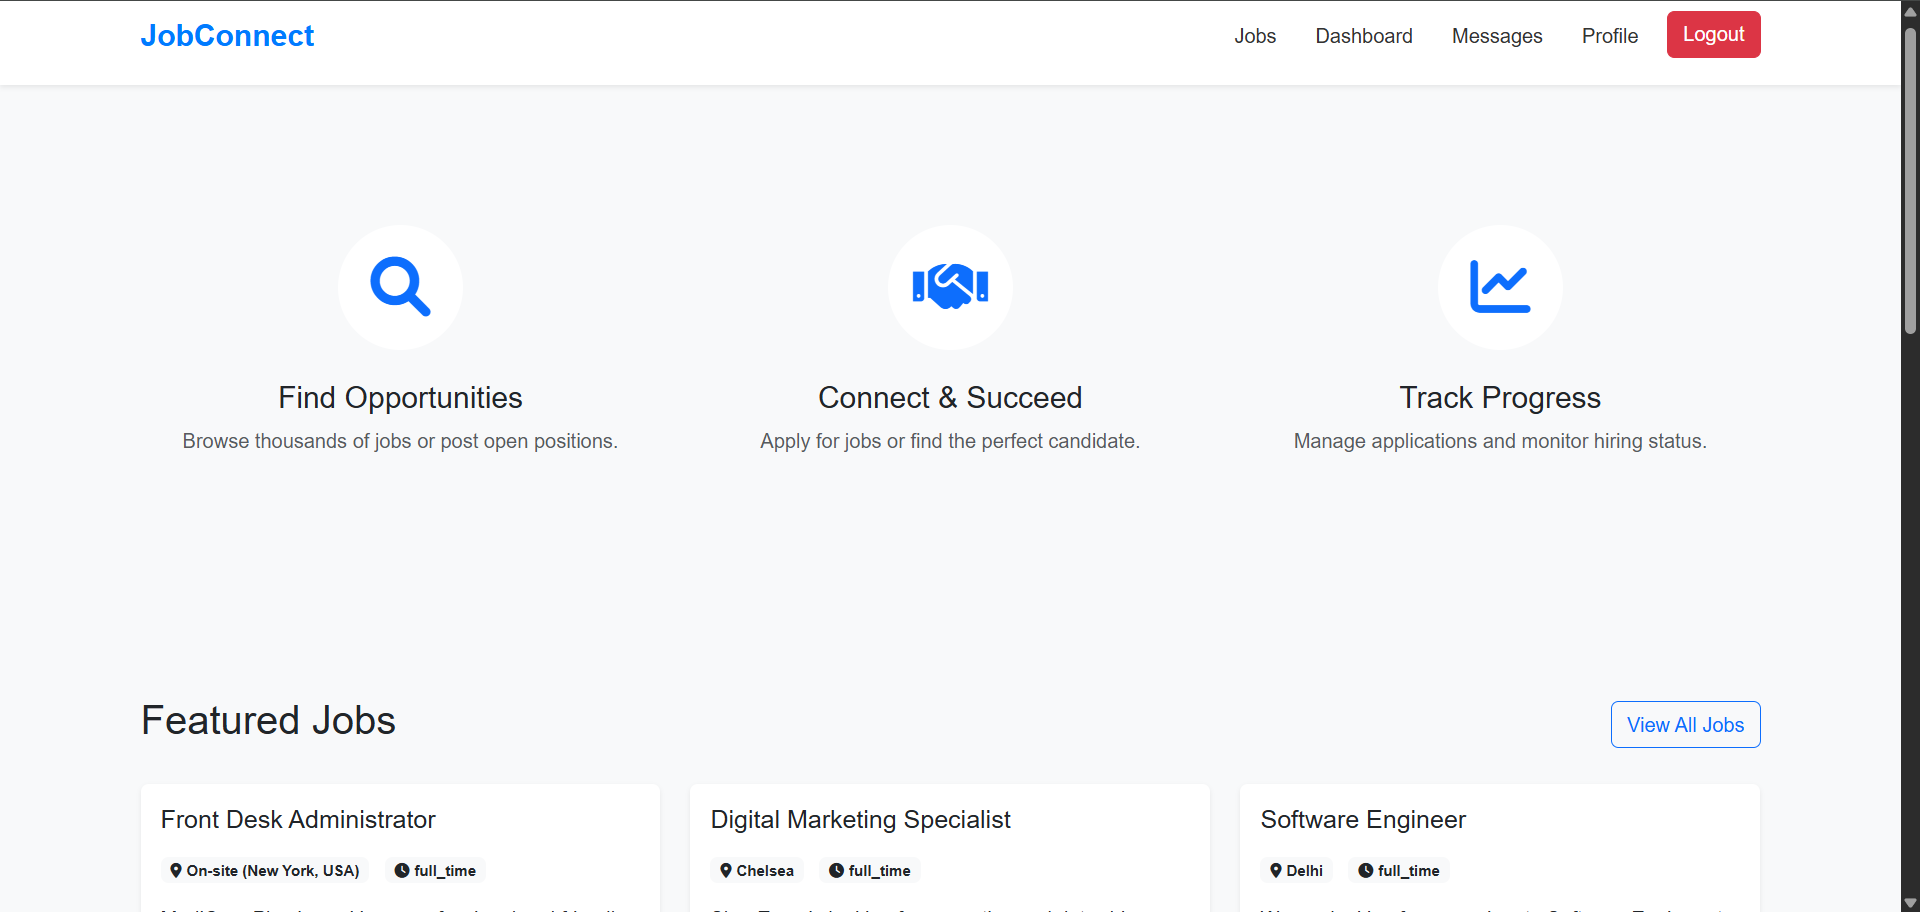 JobConnect
Jobs Dashboard Messages Profile Logout
Find Opportunities
Browse thousands of jobs or post open positions.
Connect & Succeed
Apply for jobs or find the perfect candidate.
Track Progress
Manage applications and monitor hiring status.
Featured Jobs
View All Jobs
Front Desk Administrator
On-site (New York, USA) full_time
Digital Marketing Specialist
Chelsea full_time
Software Engineer
Delhi full_time